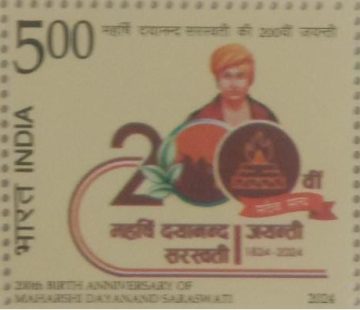 5.00 महर्षि दयानन्द सरस्वती की 200वीं जयन्ती
भारत INDIA
200वीं
महर्षि दयानन्द सरस्वती
जयन्ती
1824-2024
200th BIRTH ANNIVERSARY OF
MAHARSHI DAYANAND SARASWATI 2024